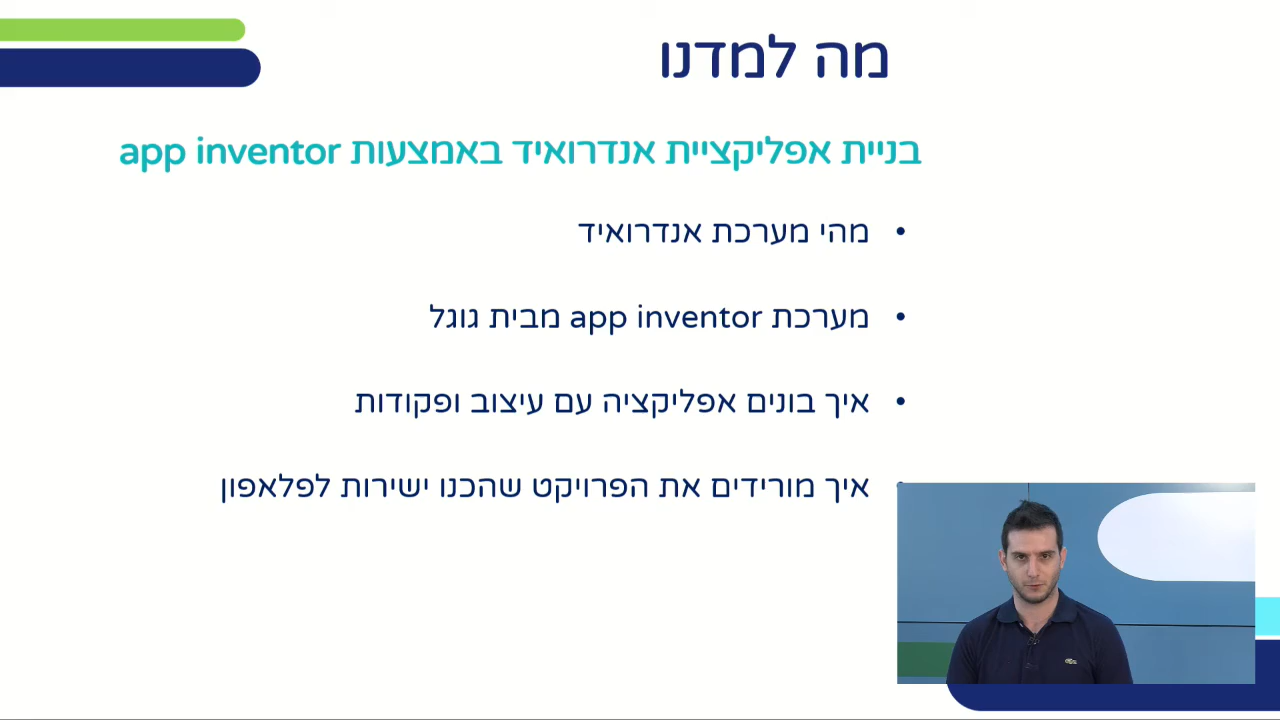 מה למדנו
בניית אפליקציית אנדרואיד באמצעות app inventor
• מהי מערכת אנדרואיד
• מערכת app inventor מבית גוגל
• איך בונים אפליקציה עם עיצוב ופקודות
• איך מורידים את הפרויקט שהכנו ישירות לפלאפון